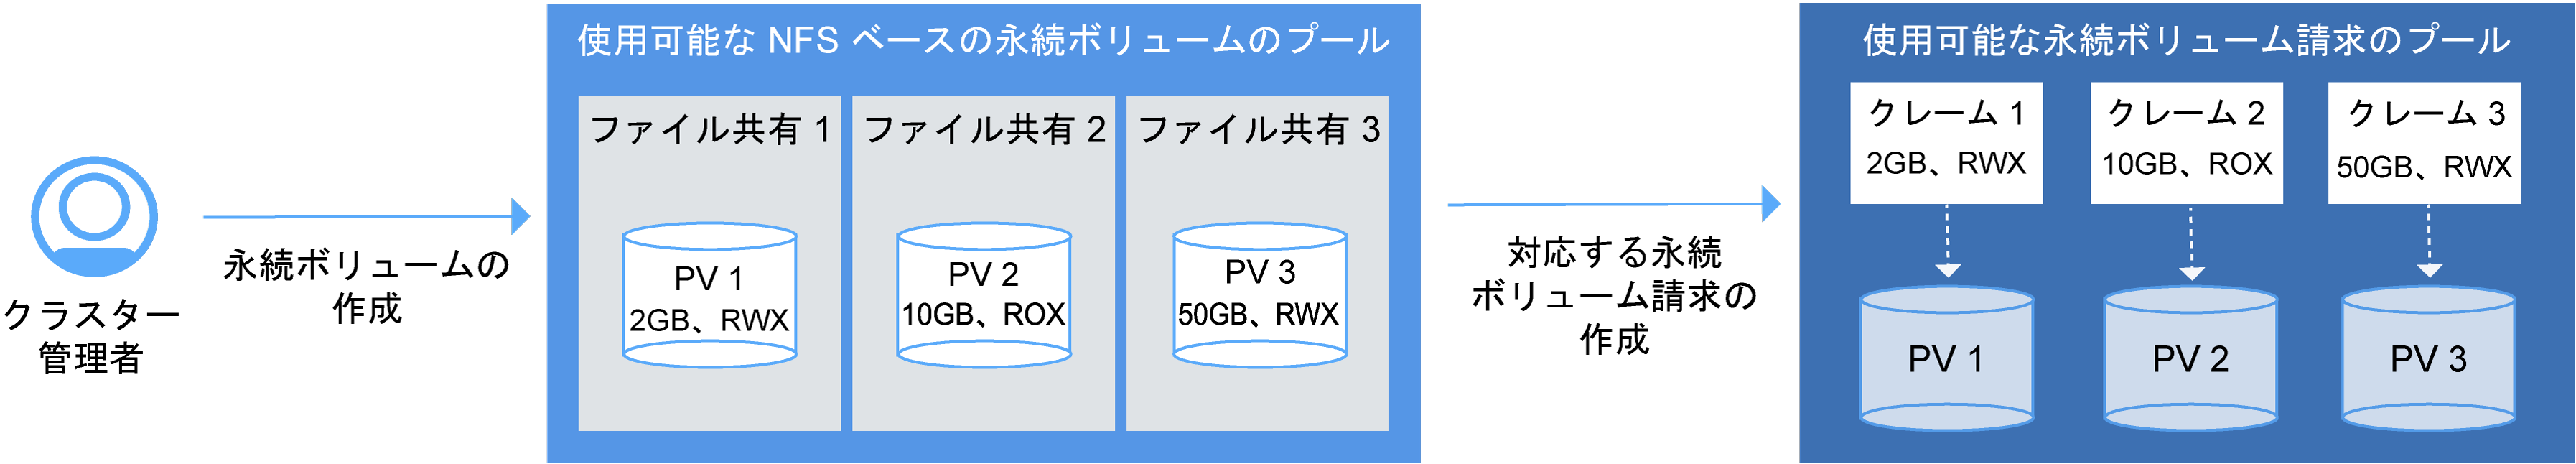 クラスター
管理者
永続ボリュームの
作成
使用可能な NFS ベースの永続ボリュームのプール
ファイル共有 1
PV 1
2GB、RWX
ファイル共有 2
PV 2
10GB、ROX
ファイル共有 3
PV 3
50GB、RWX
対応する永続
ボリューム請求の
作成
使用可能な永続ボリューム請求のプール
クレーム 1
2GB、RWX
PV 1
クレーム 2
10GB、ROX
PV 2
クレーム 3
50GB、RWX
PV 3